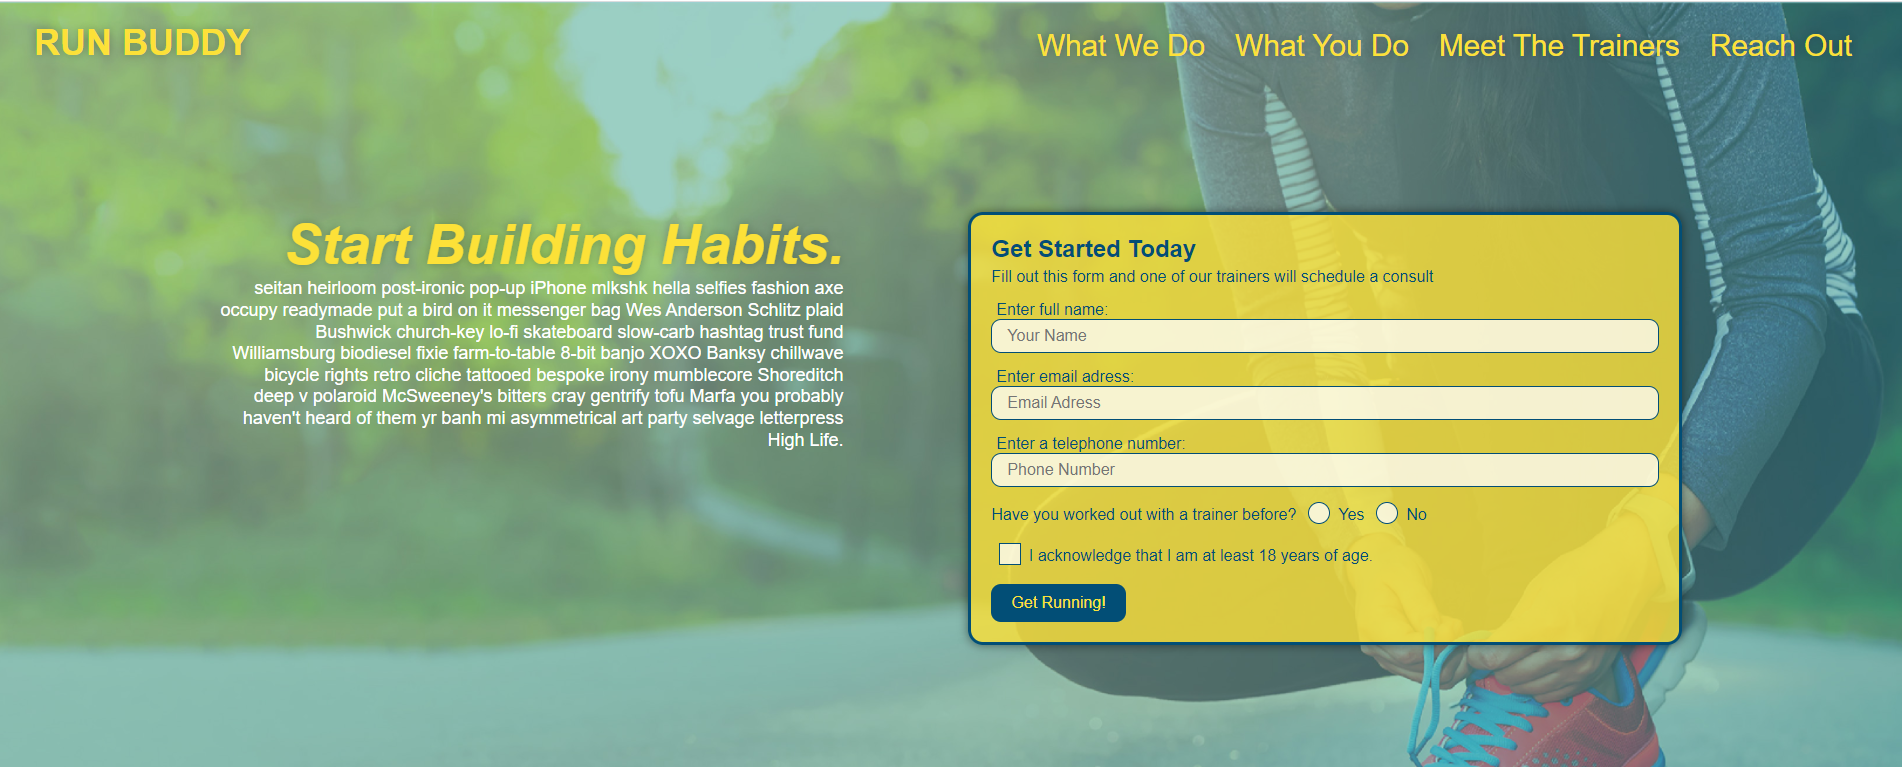 RUN BUDDY
What We Do What You Do Meet The Trainers Reach Out
Start Building Habits.
seitan heirloom post-ironic pop-up iPhone mlkshk hella selfies fashion axe
occupy readymade put a bird on it messenger bag Wes Anderson Schlitz plaid
Bushwick church-key lo-fi skateboard slow-carb hashtag trust fund
Williamsburg biodiesel fixie farm-to-table 8-bit banjo XOXO Banksy chillwave
bicycle rights retro cliche tattooed bespoke irony mumblecore Shoreditch
deep v polaroid McSweeney's bitters cray gentrify tofu Marfa you probably
haven't heard of them yr banh mi asymmetrical art party selvage letterpress
High Life.
Get Started Today
Fill out this form and one of our trainers will schedule a consult
Enter full name:
Your Name
Enter email adress:
Email Adress
Enter a telephone number:
Phone Number
Have you worked out with a trainer before? Yes No
I acknowledge that I am at least 18 years of age.
Get Running!